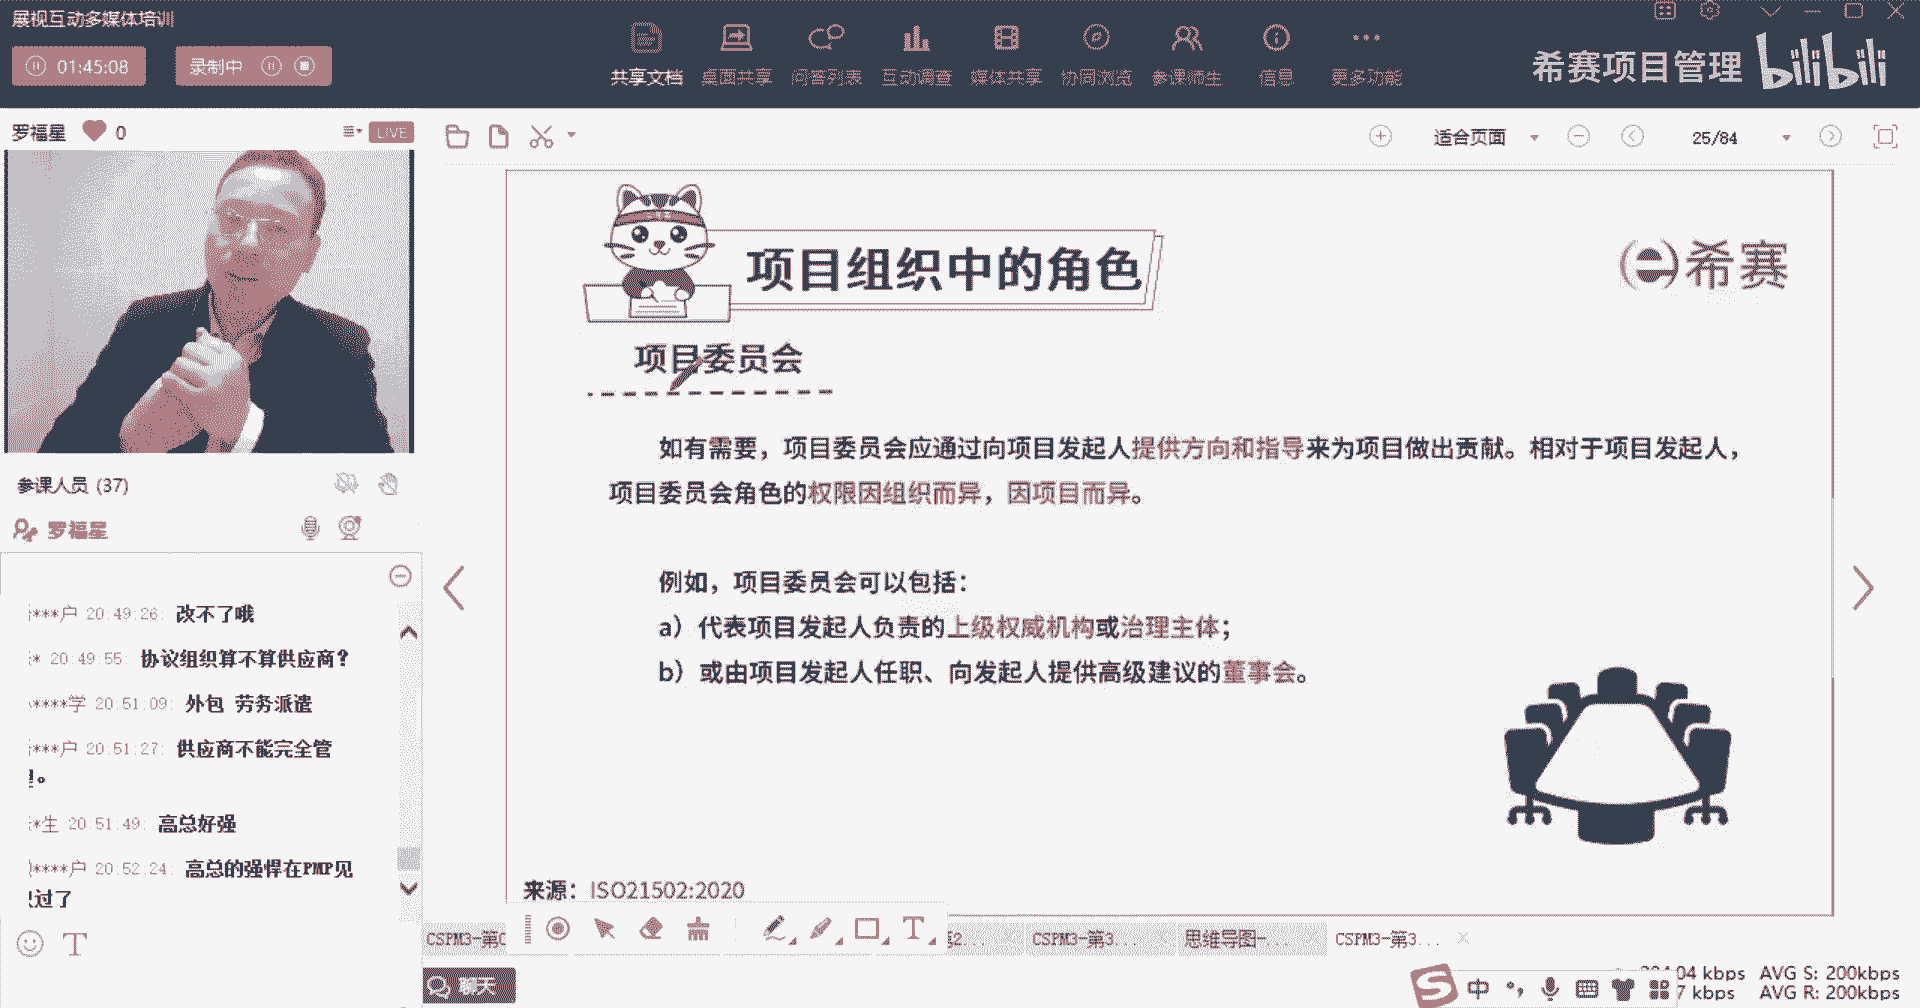 展视互动多媒体培训
01:45:08
录制中
共享文档 桌面共享 问答列表 互动调查 媒体共享 协同浏览 参课师生 信息 更多功能
希赛项目管理 bilibili
罗福星 0
LIVE
适合页面
25/84
参课人员 (37)
罗福星
***户 20:49:26: 改不了哦
* 20:49:55: 协议组织算不算供应商?
****学 20:51:09: 外包 劳务派遣
***户 20:51:27: 供应商不能完全管
。
*生 20:51:49: 高总好强
****户 20:52:24: 高总的强悍在PMP见
过了
T
项目组织中的角色
希赛
项目委员会
如有需要，项目委员会应通过向项目发起人提供方向和指导来为项目做出贡献。相对于项目发起人，
项目委员会角色的权限因组织而异，因项目而异。
例如，项目委员会可以包括：
a）代表项目发起人负责的上级权威机构或治理主体；
b）或由项目发起人任职、向发起人提供高级建议的董事会。
来源：ISO21502:2020
T
CSPM3-第
2...
CSPM3-第3...
思维导图-...
CSPM3-第3...
聊天
中
04 kbps AVG S: 200kbps
7 kbps AVG R: 200kbps